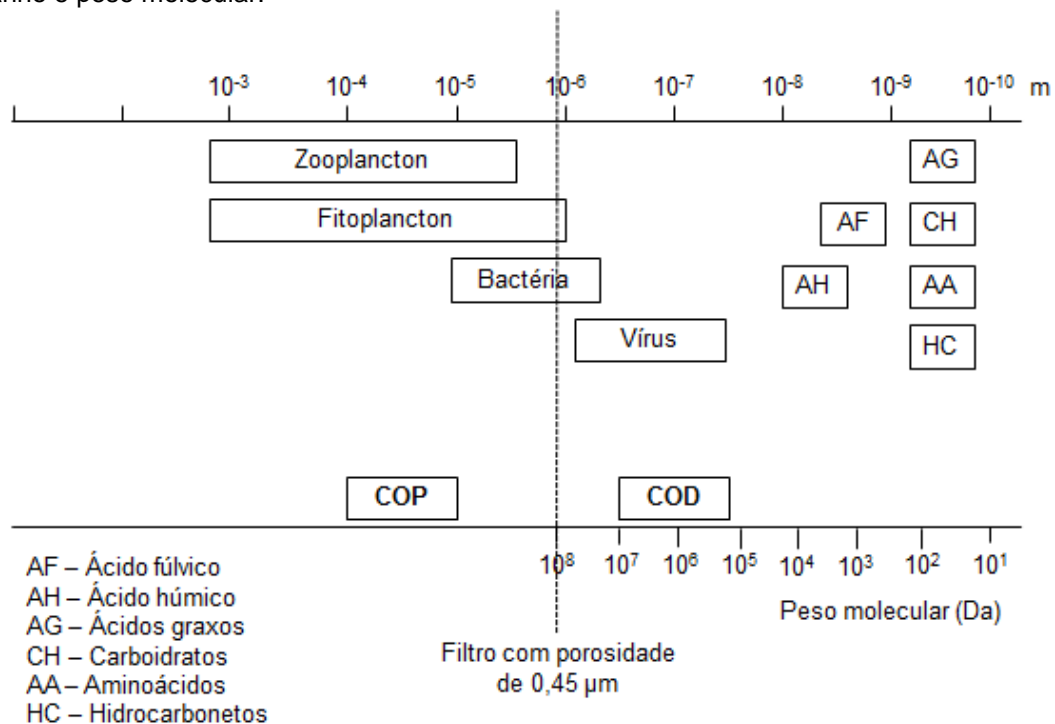 e peso molecular.
10⁻³ 10⁻⁴ 10⁻⁵ 10⁻⁶ 10⁻⁷ 10⁻⁸ 10⁻⁹ 10⁻¹⁰ m
Zooplancton AG
Fitoplancton AF CH
Bactéria AH AA
Vírus HC
COP COD
10⁸ 10⁷ 10⁶ 10⁵ 10⁴ 10³ 10² 10¹
Peso molecular (Da)
AF – Ácido fúlvico
AH – Ácido húmico
AG – Ácidos graxos
CH – Carboidratos
AA – Aminoácidos
HC – Hidrocarbonetos
Filtro com porosidade
de 0,45 µm